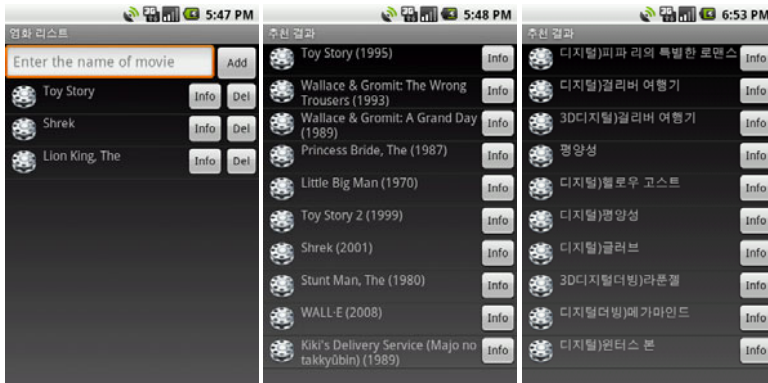 5:47 PM
영화 리스트
Enter the name of movie
Add
Toy Story
Info
Del
Shrek
Info
Del
Lion King, The
Info
Del
5:48 PM
추천 결과
Toy Story (1995)
Info
Wallace & Gromit: The Wrong
Trousers (1993)
Info
Wallace & Gromit: A Grand Day
(1989)
Info
Princess Bride, The (1987)
Info
Little Big Man (1970)
Info
Toy Story 2 (1999)
Info
Shrek (2001)
Info
Stunt Man, The (1980)
Info
WALL·E (2008)
Info
Kiki's Delivery Service (Majo no
takkyûbin) (1989)
Info
6:53 PM
추천 결과
디지털)피파 리의 특별한 로맨스
Info
디지털)걸리버 여행기
Info
3D디지털)걸리버 여행기
Info
평양성
Info
디지털)헬로우 고스트
Info
디지털)평양성
Info
디지털)글러브
Info
3D디지털더빙)라푼젤
Info
디지털더빙)메가마인드
Info
디지털)윈터스 본
Info